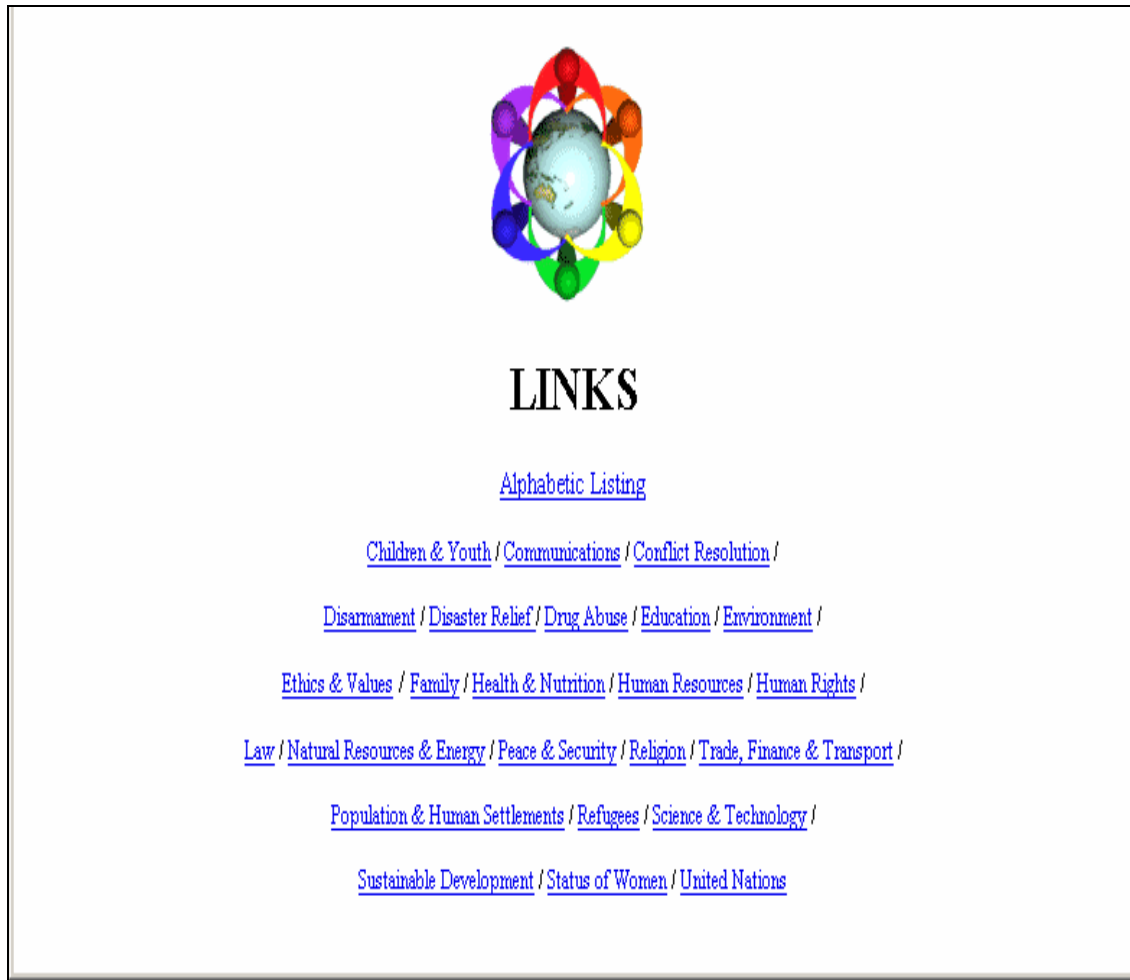 LINKS
Alphabetic Listing
Children & Youth / Communications / Conflict Resolution /
Disarmament / Disaster Relief / Drug Abuse / Education / Environment /
Ethics & Values / Family / Health & Nutrition / Human Resources / Human Rights /
Law / Natural Resources & Energy / Peace & Security / Religion / Trade, Finance & Transport /
Population & Human Settlements / Refugees / Science & Technology /
Sustainable Development / Status of Women / United Nations